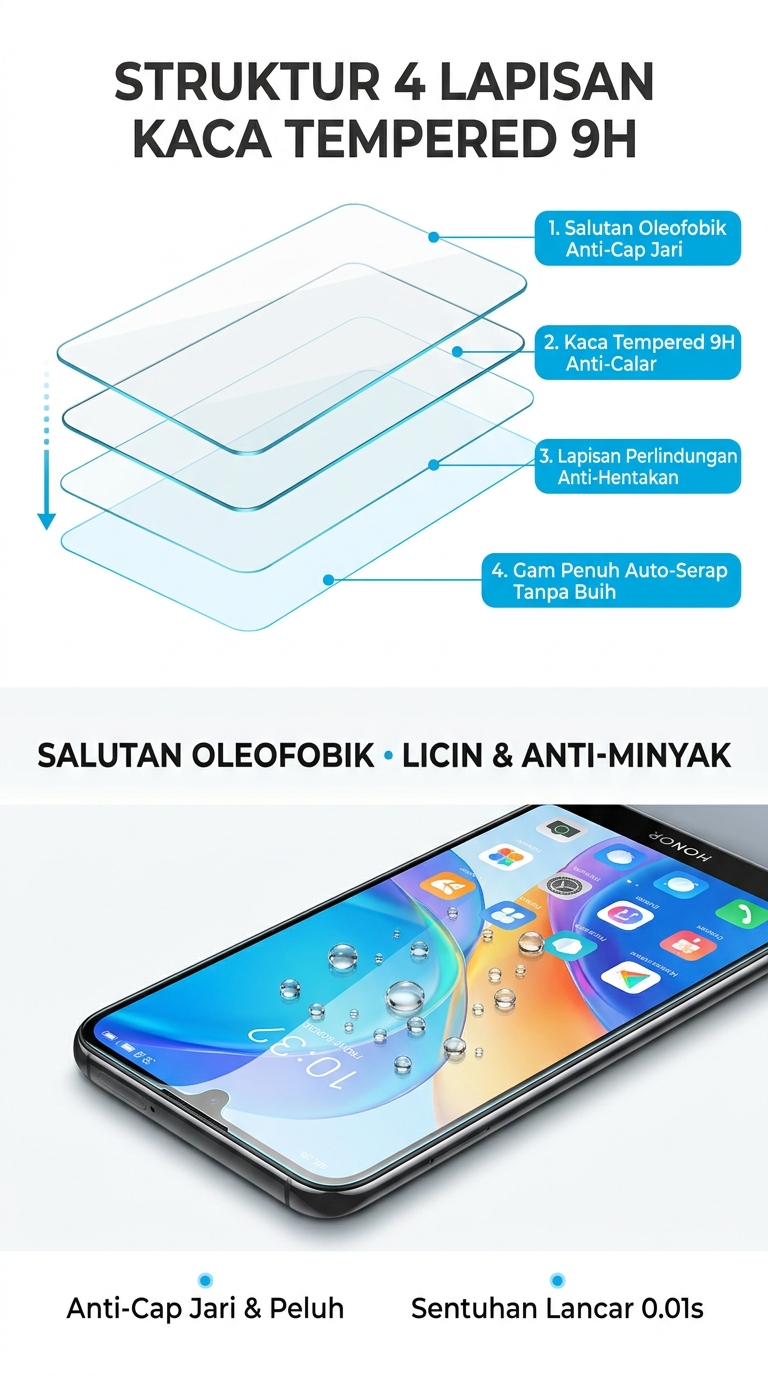 STRUKTUR 4 LAPISAN
KACA TEMPERED 9H
1. Salutan Oleofobik
Anti-Cap Jari
2. Kaca Tempered 9H
Anti-Calar
3. Lapisan Perlindungan
Anti-Hentakan
4. Gam Penuh Auto-Serap
Tanpa Buih
SALUTAN OLEOFOBIK • LICIN & ANTI-MINYAK
HONOR
Anti-Cap Jari & Peluh
Sentuhan Lancar 0.01s